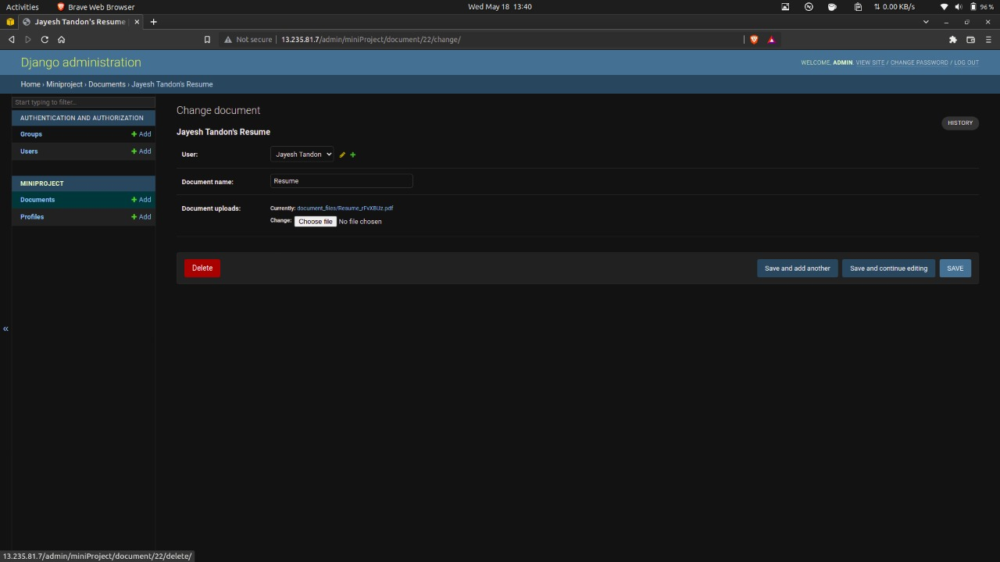 Activities Brave Web Browser Wed May 18 13:40 0.00 KB/s 96 %
Jayesh Tandon's Resume
Not secure 13.235.81.7/admin/miniProject/document/22/change/
Django administration WELCOME, ADMIN. VIEW SITE / CHANGE PASSWORD / LOG OUT
Home › Miniproject › Documents › Jayesh Tandon's Resume
Start typing to filter...
AUTHENTICATION AND AUTHORIZATION
Groups + Add
Users + Add
MINIPROJECT
Documents + Add
Profiles + Add
Change document
HISTORY
Jayesh Tandon's Resume
User: Jayesh Tandon
Document name: Resume
Document uploads: Currently: document_files/Resume_rFvXBUz.pdf
Change: Choose file No file chosen
Delete Save and add another Save and continue editing SAVE
«
13.235.81.7/admin/miniProject/document/22/delete/